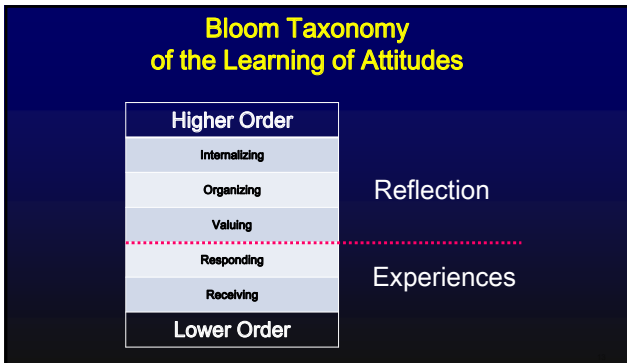 Bloom Taxonomy
of the Learning of Attitudes
Higher Order
Internalizing
Organizing
Reflection
Valuing
Responding
Experiences
Receiving
Lower Order